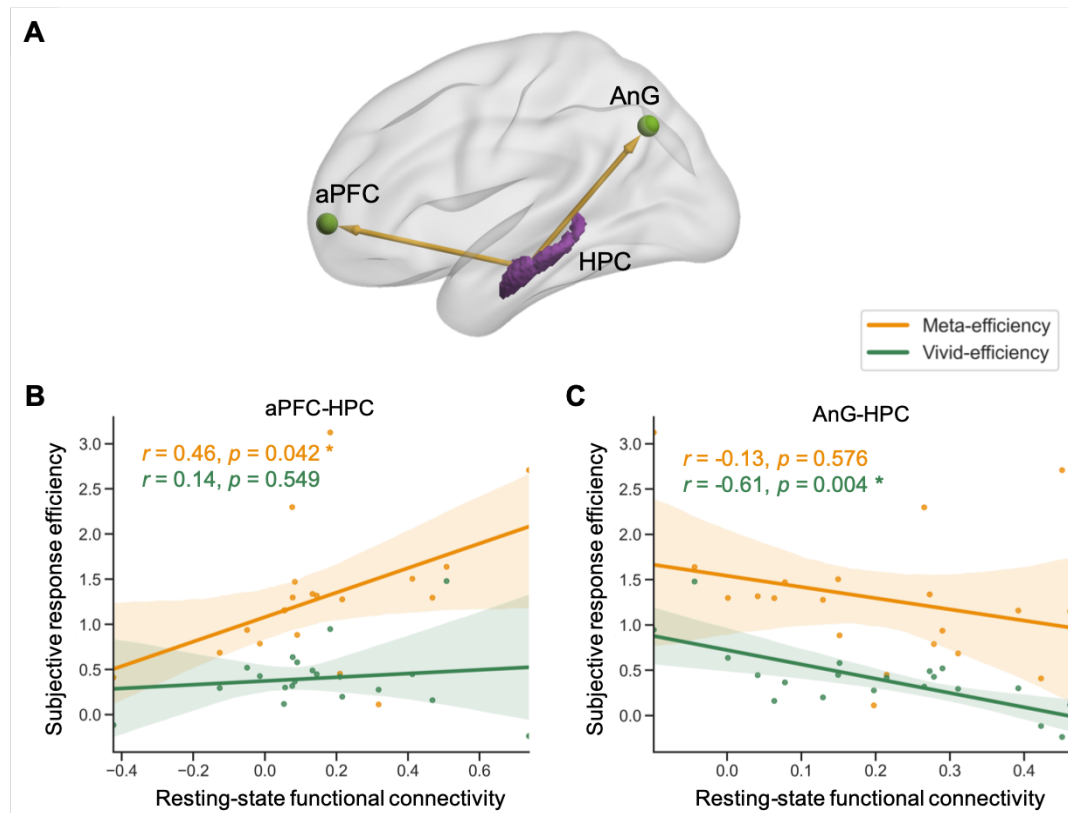 A
AnG
aPFC
HPC
Meta-efficiency
Vivid-efficiency
B
aPFC-HPC
r = 0.46, p = 0.042 *
r = 0.14, p = 0.549
Subjective response efficiency
3.0
2.5
2.0
1.5
1.0
0.5
0.0
−0.4 −0.2 0.0 0.2 0.4 0.6
Resting-state functional connectivity
C
AnG-HPC
r = -0.13, p = 0.576
r = -0.61, p = 0.004 *
Subjective response efficiency
3.0
2.5
2.0
1.5
1.0
0.5
0.0
0.0 0.1 0.2 0.3 0.4
Resting-state functional connectivity